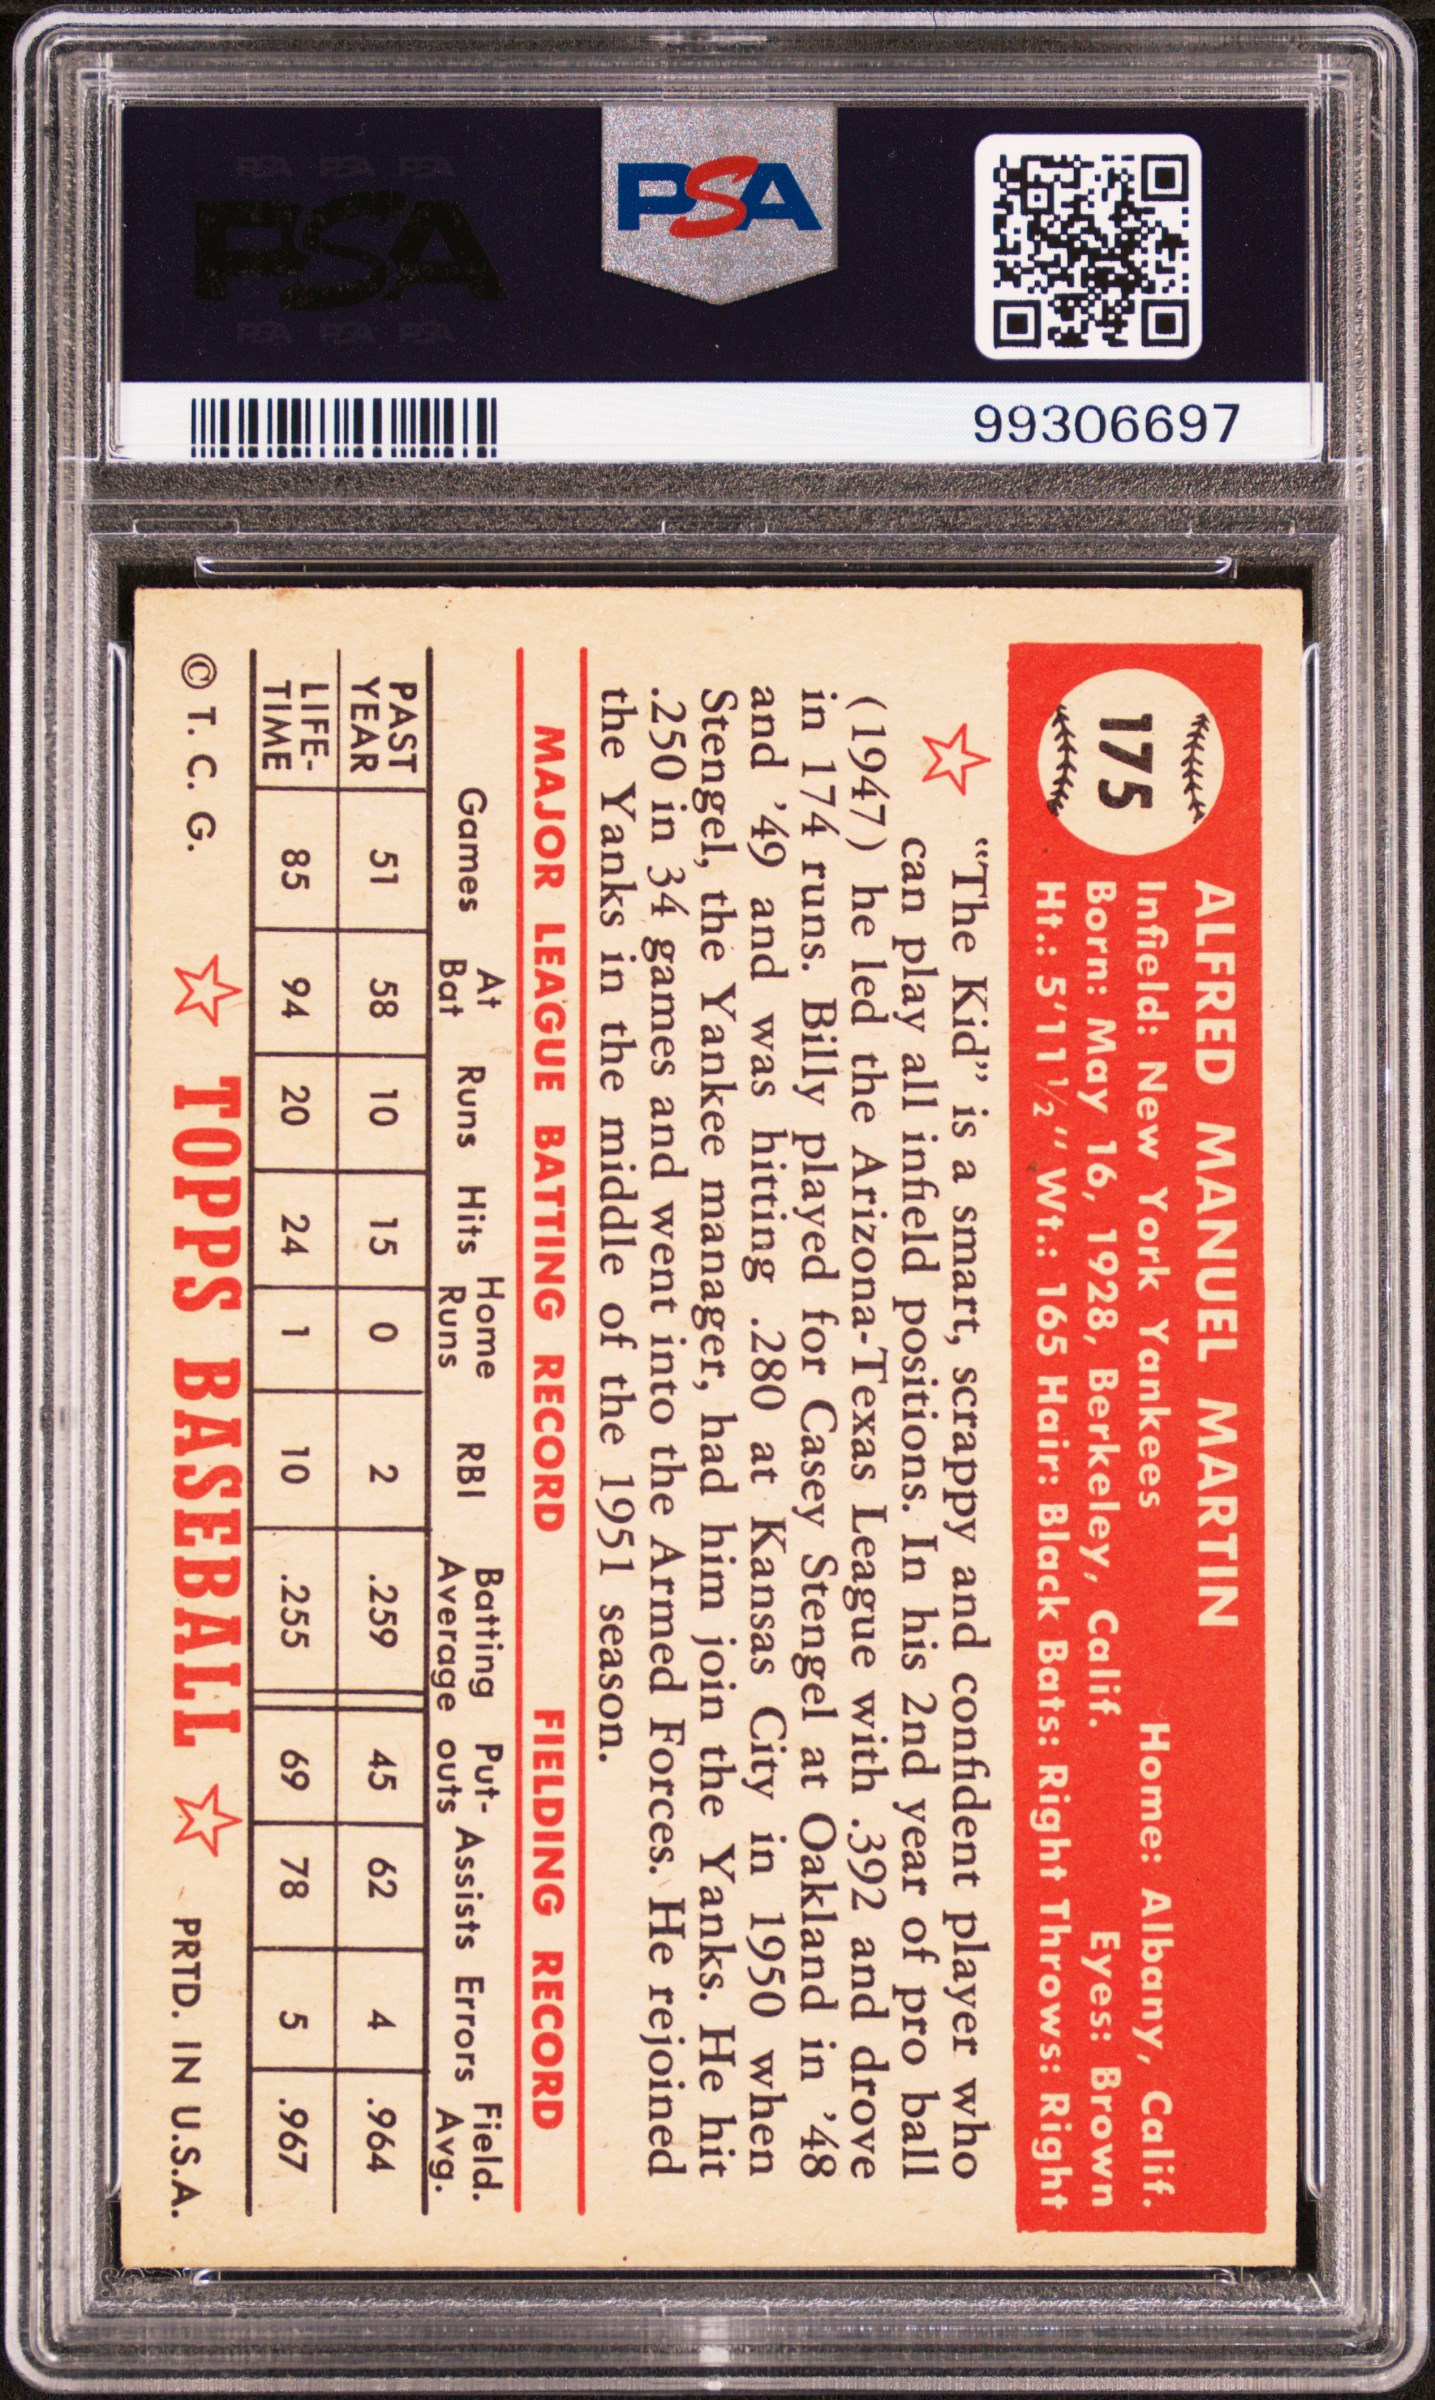 PSA PSA PSA
PSA
PSA PSA PSA
PSA
99306697
175
ALFRED MANUEL MARTIN
Infield: New York Yankees Home: Albany, Calif.
Born: May 16, 1928, Berkeley, Calif. Eyes: Brown
Ht.: 5'11½" Wt.: 165 Hair: Black Bats: Right Throws: Right
"The Kid" is a smart, scrappy and confident player who
can play all infield positions. In his 2nd year of pro ball
(1947) he led the Arizona-Texas League with .392 and drove
in 174 runs. Billy played for Casey Stengel at Oakland in '48
and '49 and was hitting .280 at Kansas City in 1950 when
Stengel, the Yankee manager, had him join the Yanks. He hit
.250 in 34 games and went into the Armed Forces. He rejoined
the Yanks in the middle of the 1951 season.
MAJOR LEAGUE BATTING RECORD FIELDING RECORD
Games At Bat Runs Hits Home Runs RBI Batting Average Put-outs Assists Errors Field. Avg.
PAST YEAR 51 58 10 15 0 2 .259 45 62 4 .964
LIFE-TIME 85 94 20 24 1 10 .255 69 78 5 .967
© T. C. G. TOPPS BASEBALL PRTD. IN U.S.A.